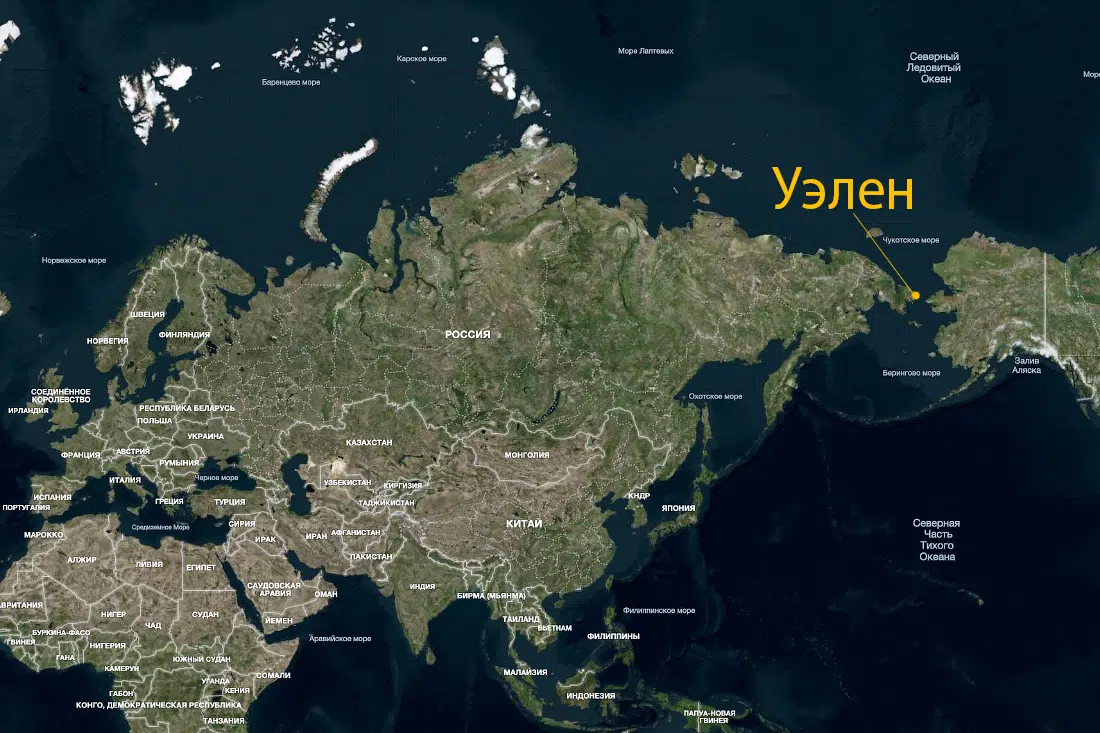 Море Лаптевых
Карское море
Баренцево море
Северный
Ледовитый
Океан
Уэлен
Чукотское море
Норвежское море
ШВЕЦИЯ
ФИНЛЯНДИЯ
НОРВЕГИЯ
РОССИЯ
Залив
Аляска
Берингово море
Охотское море
СОЕДИНЁННОЕ
КОРОЛЕВСТВО
ИРЛАНДИЯ
РЕСПУБЛИКА БЕЛАРУСЬ
ПОЛЬША
УКРАИНА
ФРАНЦИЯ
АВСТРИЯ
РУМЫНИЯ
КАЗАХСТАН
МОНГОЛИЯ
ИТАЛИЯ
Черное море
УЗБЕКИСТАН
КИРГИЗИЯ
ИСПАНИЯ
ПОРТУГАЛИЯ
ГРЕЦИЯ
ТУРЦИЯ
ТАДЖИКИСТАН
КНДР
ЯПОНИЯ
Средиземное Море
СИРИЯ
КИТАЙ
Северная
Часть
Тихого
Океана
МАРОККО
ИРАК
ИРАН
АФГАНИСТАН
ПАКИСТАН
АЛЖИР
ЛИВИЯ
ЕГИПЕТ
САУДОВСКАЯ
АРАВИЯ
ОМАН
ИНДИЯ
БИРМА (МЬЯНМА)
НИГЕР
ЧАД
СУДАН
ЙЕМЕН
ТАИЛАНД
ВЬЕТНАМ
Филиппинское море
ФИЛИППИНЫ
Аравийское море
БУРКИНА-ФАСО
ГВИНЕЯ
НИГЕРИЯ
ГАНА
КАМЕРУН
ЮЖНЫЙ СУДАН
СОМАЛИ
УГАНДА
КЕНИЯ
ГАБОН
КОНГО, ДЕМОКРАТИЧЕСКАЯ РЕСПУБЛИКА
ТАНЗАНИЯ
МАЛАЙЗИЯ
ИНДОНЕЗИЯ
ПАПУА-НОВАЯ
ГВИНЕЯ